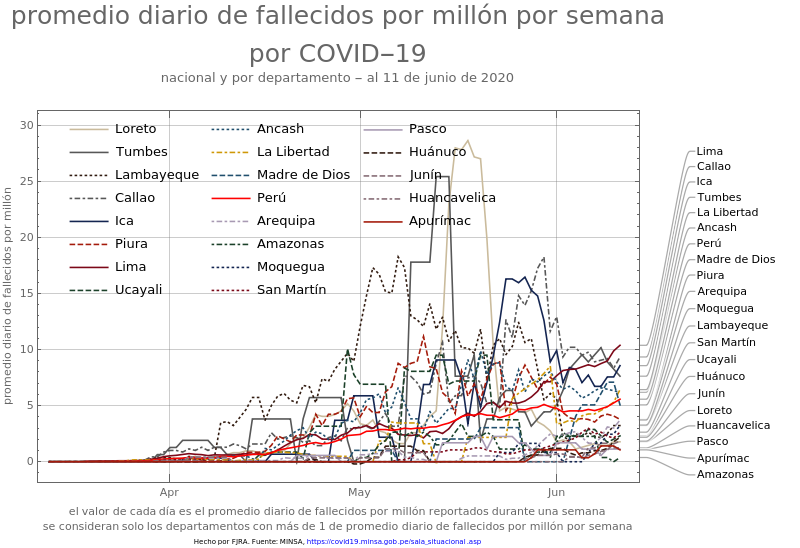 promedio diario de fallecidos por millón por semana
por COVID−19
nacional y por departamento − al 11 de junio de 2020
promedio diario de fallecidos por millón
30
25
20
15
10
5
0
Apr
May
Jun
Loreto
Tumbes
Lambayeque
Callao
Ica
Piura
Lima
Ucayali
Ancash
La Libertad
Madre de Dios
Perú
Arequipa
Amazonas
Moquegua
San Martín
Pasco
Huánuco
Junín
Huancavelica
Apurímac
Lima
Callao
Ica
Tumbes
La Libertad
Ancash
Perú
Madre de Dios
Piura
Arequipa
Moquegua
Lambayeque
San Martín
Ucayali
Huánuco
Junín
Loreto
Huancavelica
Pasco
Apurímac
Amazonas
el valor de cada día es el promedio diario de fallecidos por millón reportados durante una semana
se consideran solo los departamentos con más de 1 de promedio diario de fallecidos por millón por semana
Hecho por FJRA. Fuente: MINSA, https://covid19.minsa.gob.pe/sala_situacional.asp